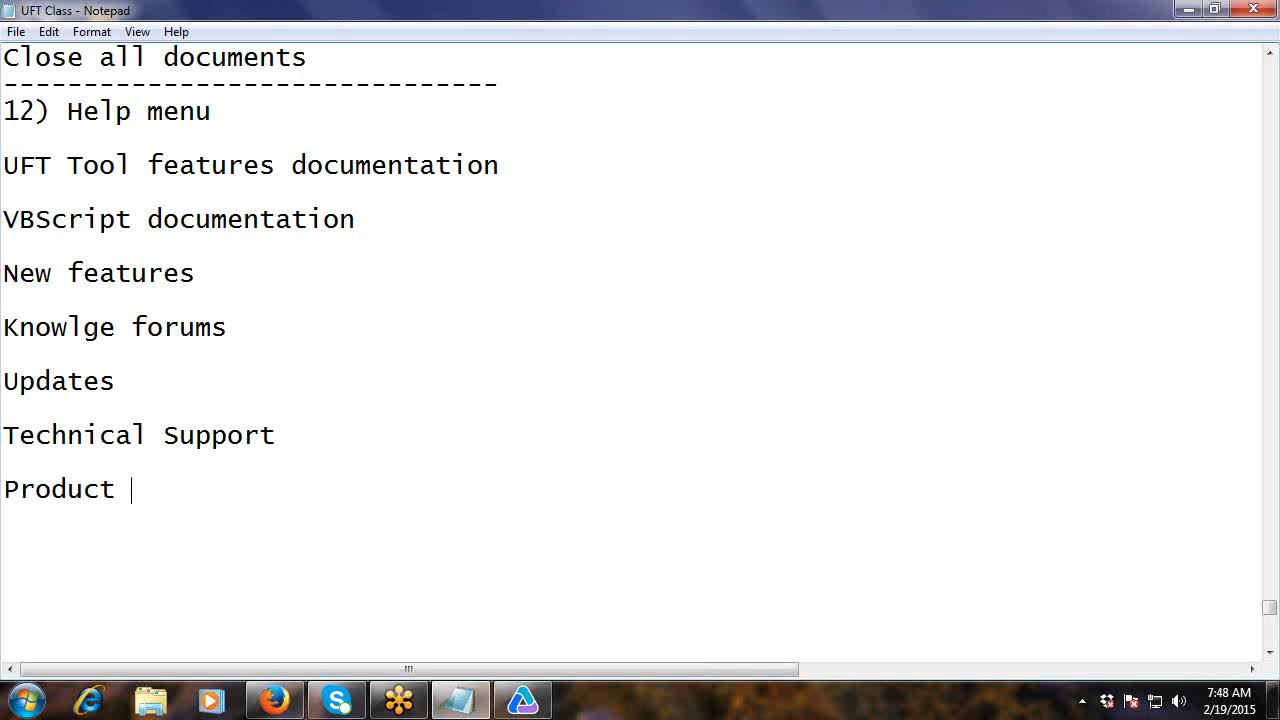 UFT Class - Notepad
File Edit Format View Help
Close all documents
-------------------------------
12) Help menu
UFT Tool features documentation
VBScript documentation
New features
Knowlge forums
Updates
Technical Support
Product
7:48 AM
2/19/2015